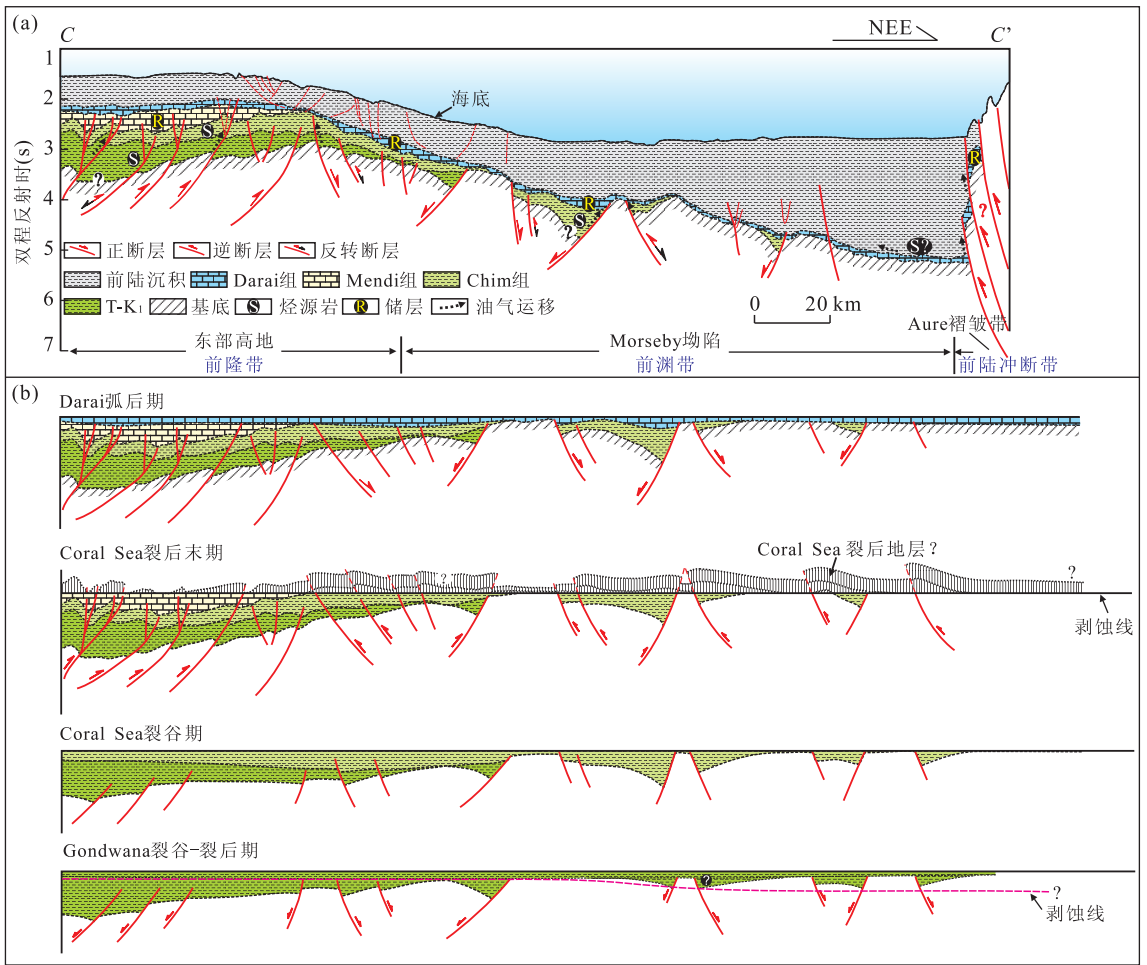 (a)
C
NEE
C’
1
2
3
4
5
6
7
双程反射时(s)
海底
R
S
R
S
R
?
R
S
?
S?
?
正断层 逆断层 反转断层
前陆沉积 Darai组 Mendi组 Chim组
T-K₁ 基底 S 烃源岩 R 储层 油气运移
0 20 km
Aure褶皱带
东部高地 Morseby坳陷
前隆带 前渊带 前陆冲断带
(b)
Darai弧后期
Coral Sea裂后末期
Coral Sea 裂后地层？
?
?
剥蚀线
Coral Sea裂谷期
Gondwana裂谷-裂后期
?
?
剥蚀线